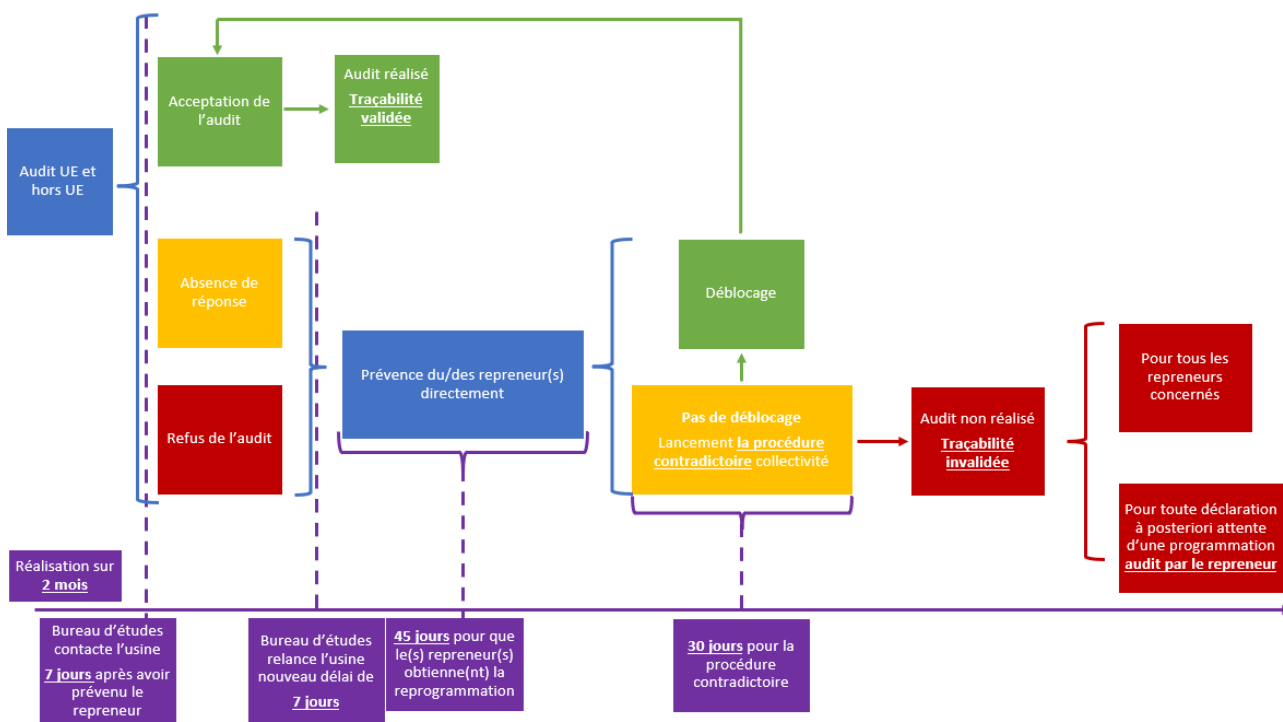 Audit UE et
hors UE
Acceptation de
l'audit
Audit réalisé
Traçabilité
validée
Absence de
réponse
Refus de l'audit
Prévence du/des repreneur(s)
directement
Déblocage
Pas de déblocage
Lancement la procédure
contradictoire collectivité
Audit non réalisé
Traçabilité
invalidée
Pour tous les
repreneurs
concernés
Pour toute déclaration
à posteriori attente
d'une programmation
audit par le repreneur
Réalisation sur
2 mois
Bureau d'études
contacte l'usine
7 jours après avoir
prévenu le
repreneur
Bureau d'études
relance l'usine
nouveau délai de
7 jours
45 jours pour que
le(s) repreneur(s)
obtienne(nt) la
reprogrammation
30 jours pour la
procédure
contradictoire